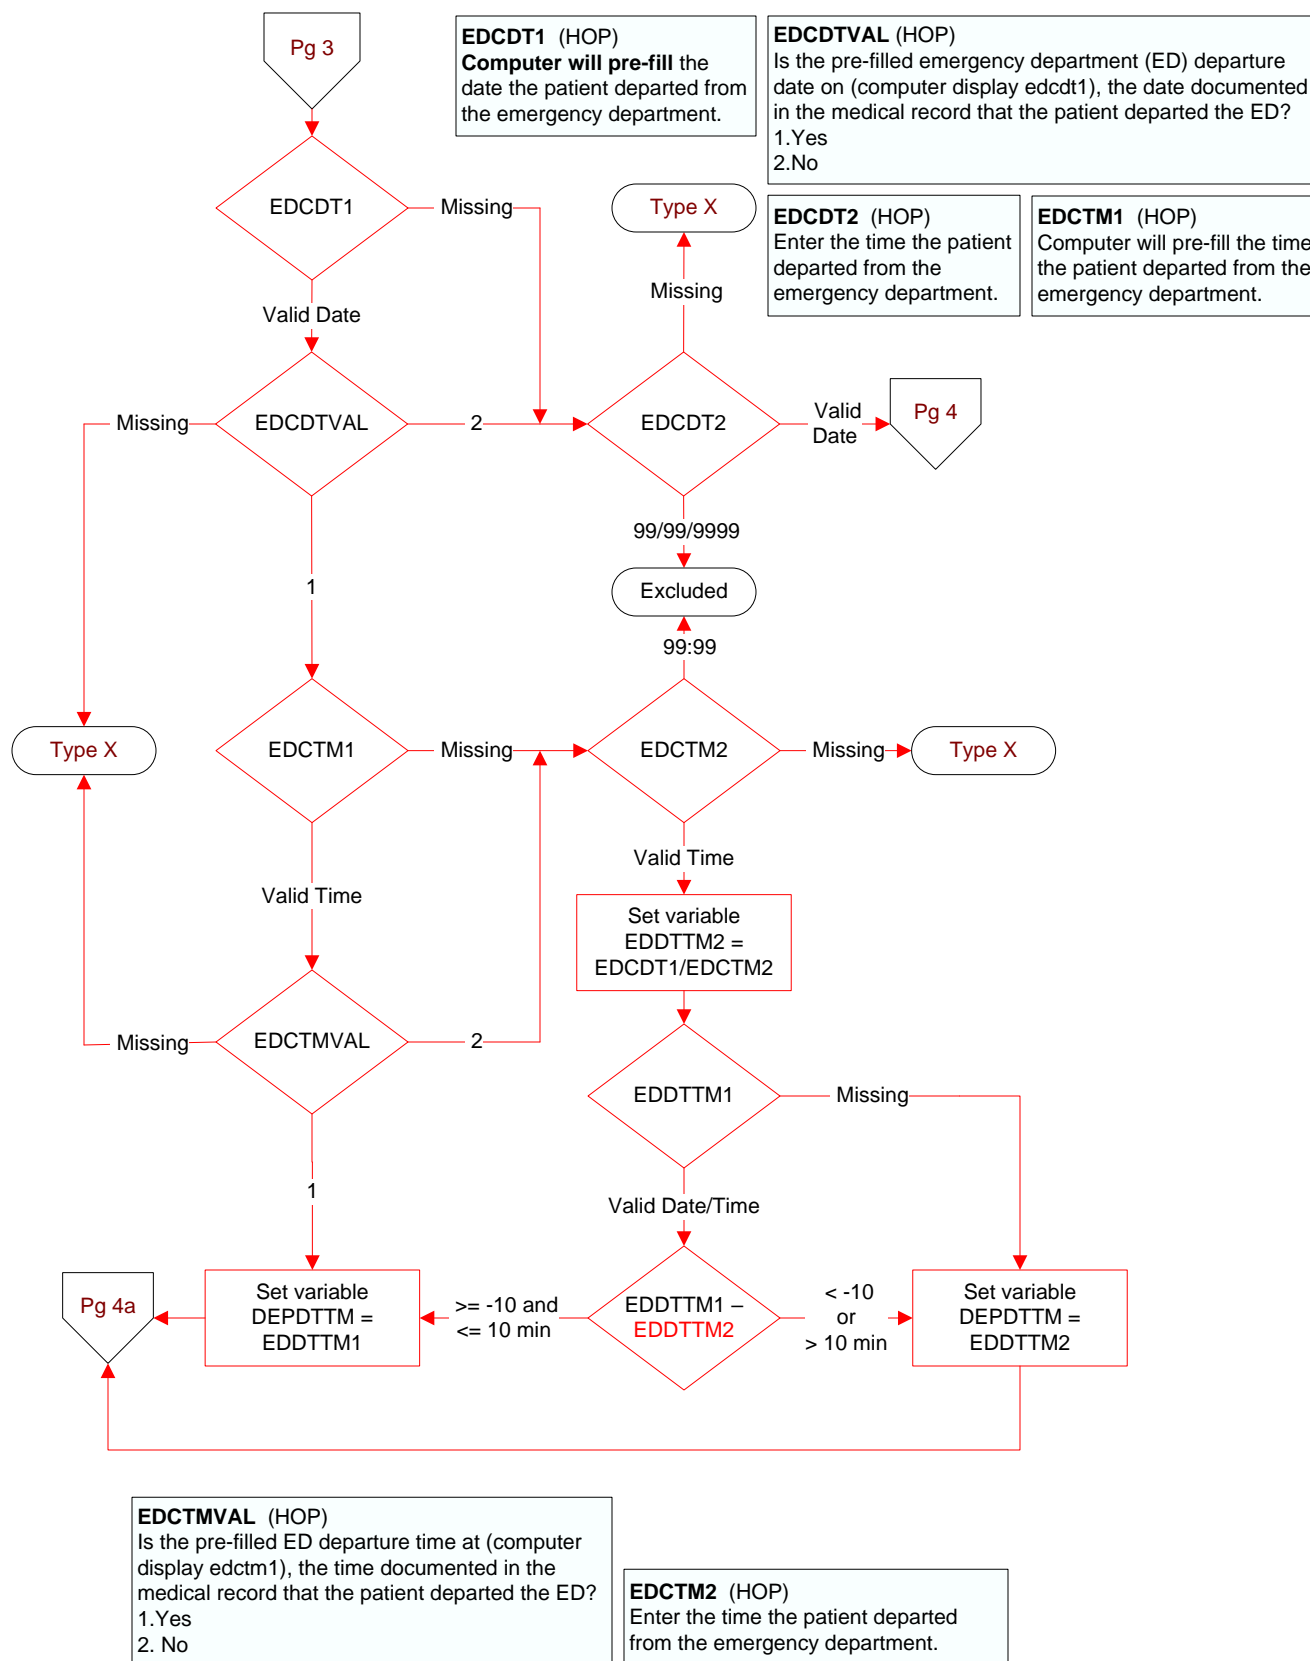 Pg 3
EDCDT1 (HOP)
Computer will pre-fill the
date the patient departed from
the emergency department.
EDCDTVAL (HOP)
Is the pre-filled emergency department (ED) departure
date on (computer display edcdt1), the date documented
in the medical record that the patient departed the ED?
1.Yes
2.No
EDCDT2 (HOP)
Enter the time the patient
departed from the
emergency department.
EDCTM1 (HOP)
Computer will pre-fill the time
the patient departed from the
emergency department.
EDCDT1
Missing
Type X
Missing
Valid Date
Missing
EDCDTVAL
2
EDCDT2
Valid
Date
Pg 4
99/99/9999
1
Excluded
99:99
Type X
EDCTM1
Missing
EDCTM2
Missing
Type X
Valid Time
Valid Time
Set variable
EDDTTM2 =
EDCDT1/EDCTM2
Missing
EDCTMVAL
2
EDDTTM1
Missing
1
Valid Date/Time
Pg 4a
Set variable
DEPDTTM =
EDDTTM1
>= -10 and
<= 10 min
EDDTTM1 –
EDDTTM2
< -10
or
> 10 min
Set variable
DEPDTTM =
EDDTTM2
EDCTMVAL (HOP)
Is the pre-filled ED departure time at (computer
display edctm1), the time documented in the
medical record that the patient departed the ED?
1.Yes
2. No
EDCTM2 (HOP)
Enter the time the patient departed
from the emergency department.